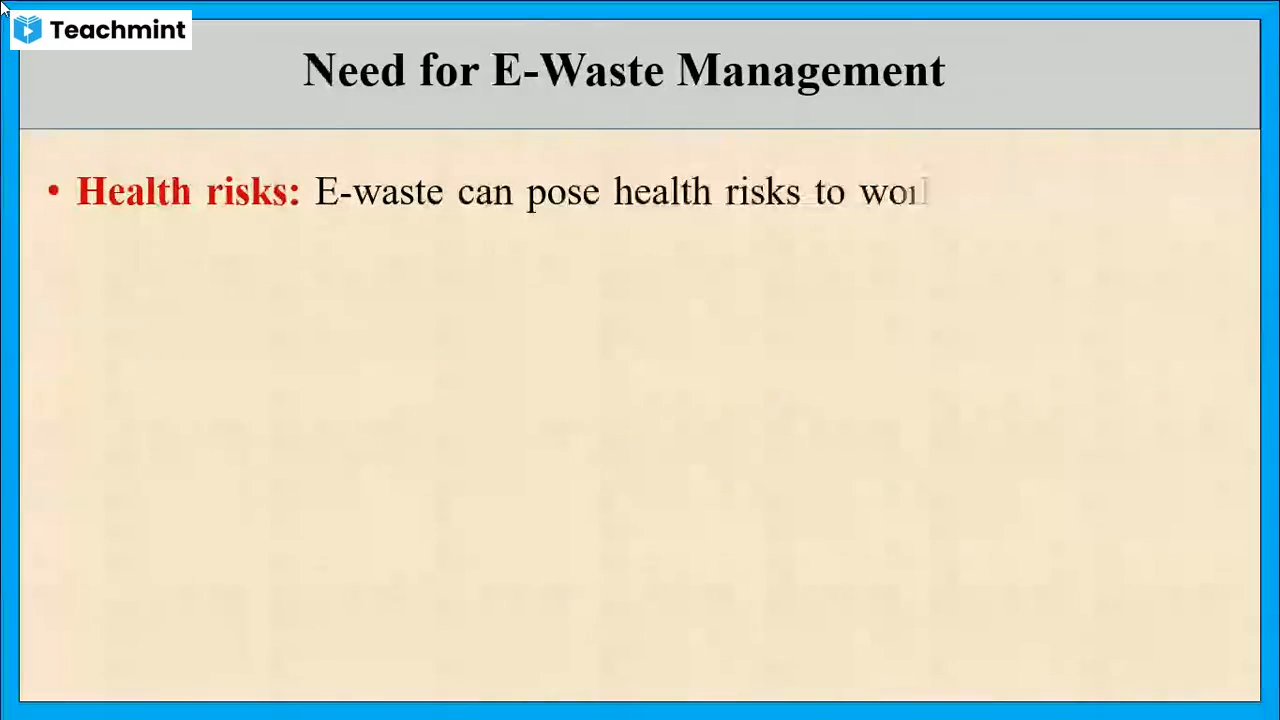 Teachmint
Need for E-Waste Management
• Health risks: E-waste can pose health risks to